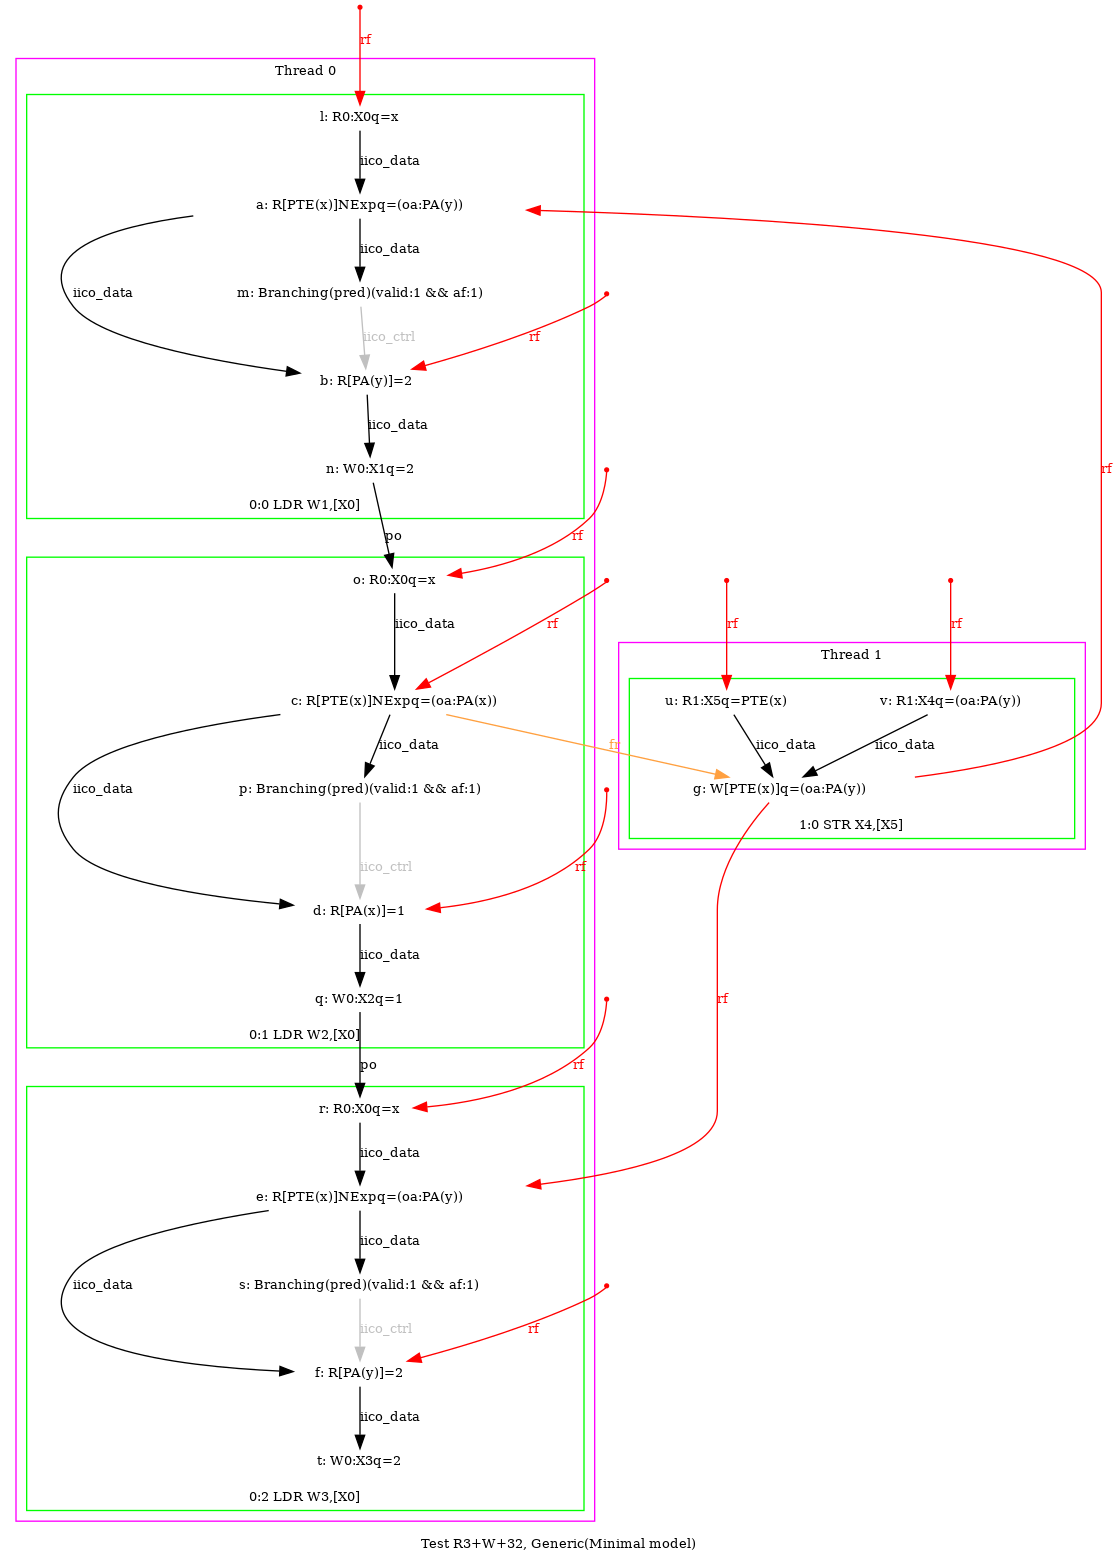 rf
Thread 0
l: R0:X0q=x
iico_data
a: R[PTE(x)]NExpq=(oa:PA(y))
iico_data
iico_data
m: Branching(pred)(valid:1 && af:1)
iico_ctrl
rf
b: R[PA(y)]=2
iico_data
n: W0:X1q=2
rf
0:0 LDR W1,[X0]
po
rf
o: R0:X0q=x
iico_data
rf
rf
rf
Thread 1
c: R[PTE(x)]NExpq=(oa:PA(x))
u: R1:X5q=PTE(x)
v: R1:X4q=(oa:PA(y))
iico_data
fr
iico_data
iico_data
iico_data
p: Branching(pred)(valid:1 && af:1)
g: W[PTE(x)]q=(oa:PA(y))
1:0 STR X4,[X5]
iico_ctrl
rf
d: R[PA(x)]=1
iico_data
q: W0:X2q=1
rf
0:1 LDR W2,[X0]
po
rf
r: R0:X0q=x
iico_data
e: R[PTE(x)]NExpq=(oa:PA(y))
iico_data
iico_data
s: Branching(pred)(valid:1 && af:1)
iico_ctrl
rf
f: R[PA(y)]=2
iico_data
t: W0:X3q=2
0:2 LDR W3,[X0]
Test R3+W+32, Generic(Minimal model)